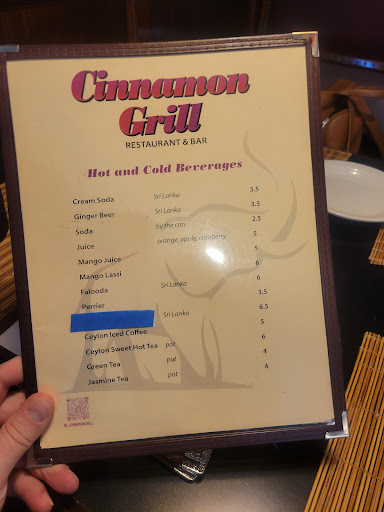 Cinnamon
Grill
RESTAURANT & BAR
Hot and Cold Beverages
Cream Soda Sri Lanka 3.5
Ginger Beer Sri Lanka 3.5
Soda by the can 2.5
Juice orange, apple, cranberry 5
Mango Juice 5
Mango Lassi 6
Falooda Sri Lanka 6
Perrier 3.5
Sri Lanka 6.5
Ceylon Iced Coffee 5
Ceylon Sweet Hot Tea pot 6
Green Tea pot 4
Jasmine Tea pot 4